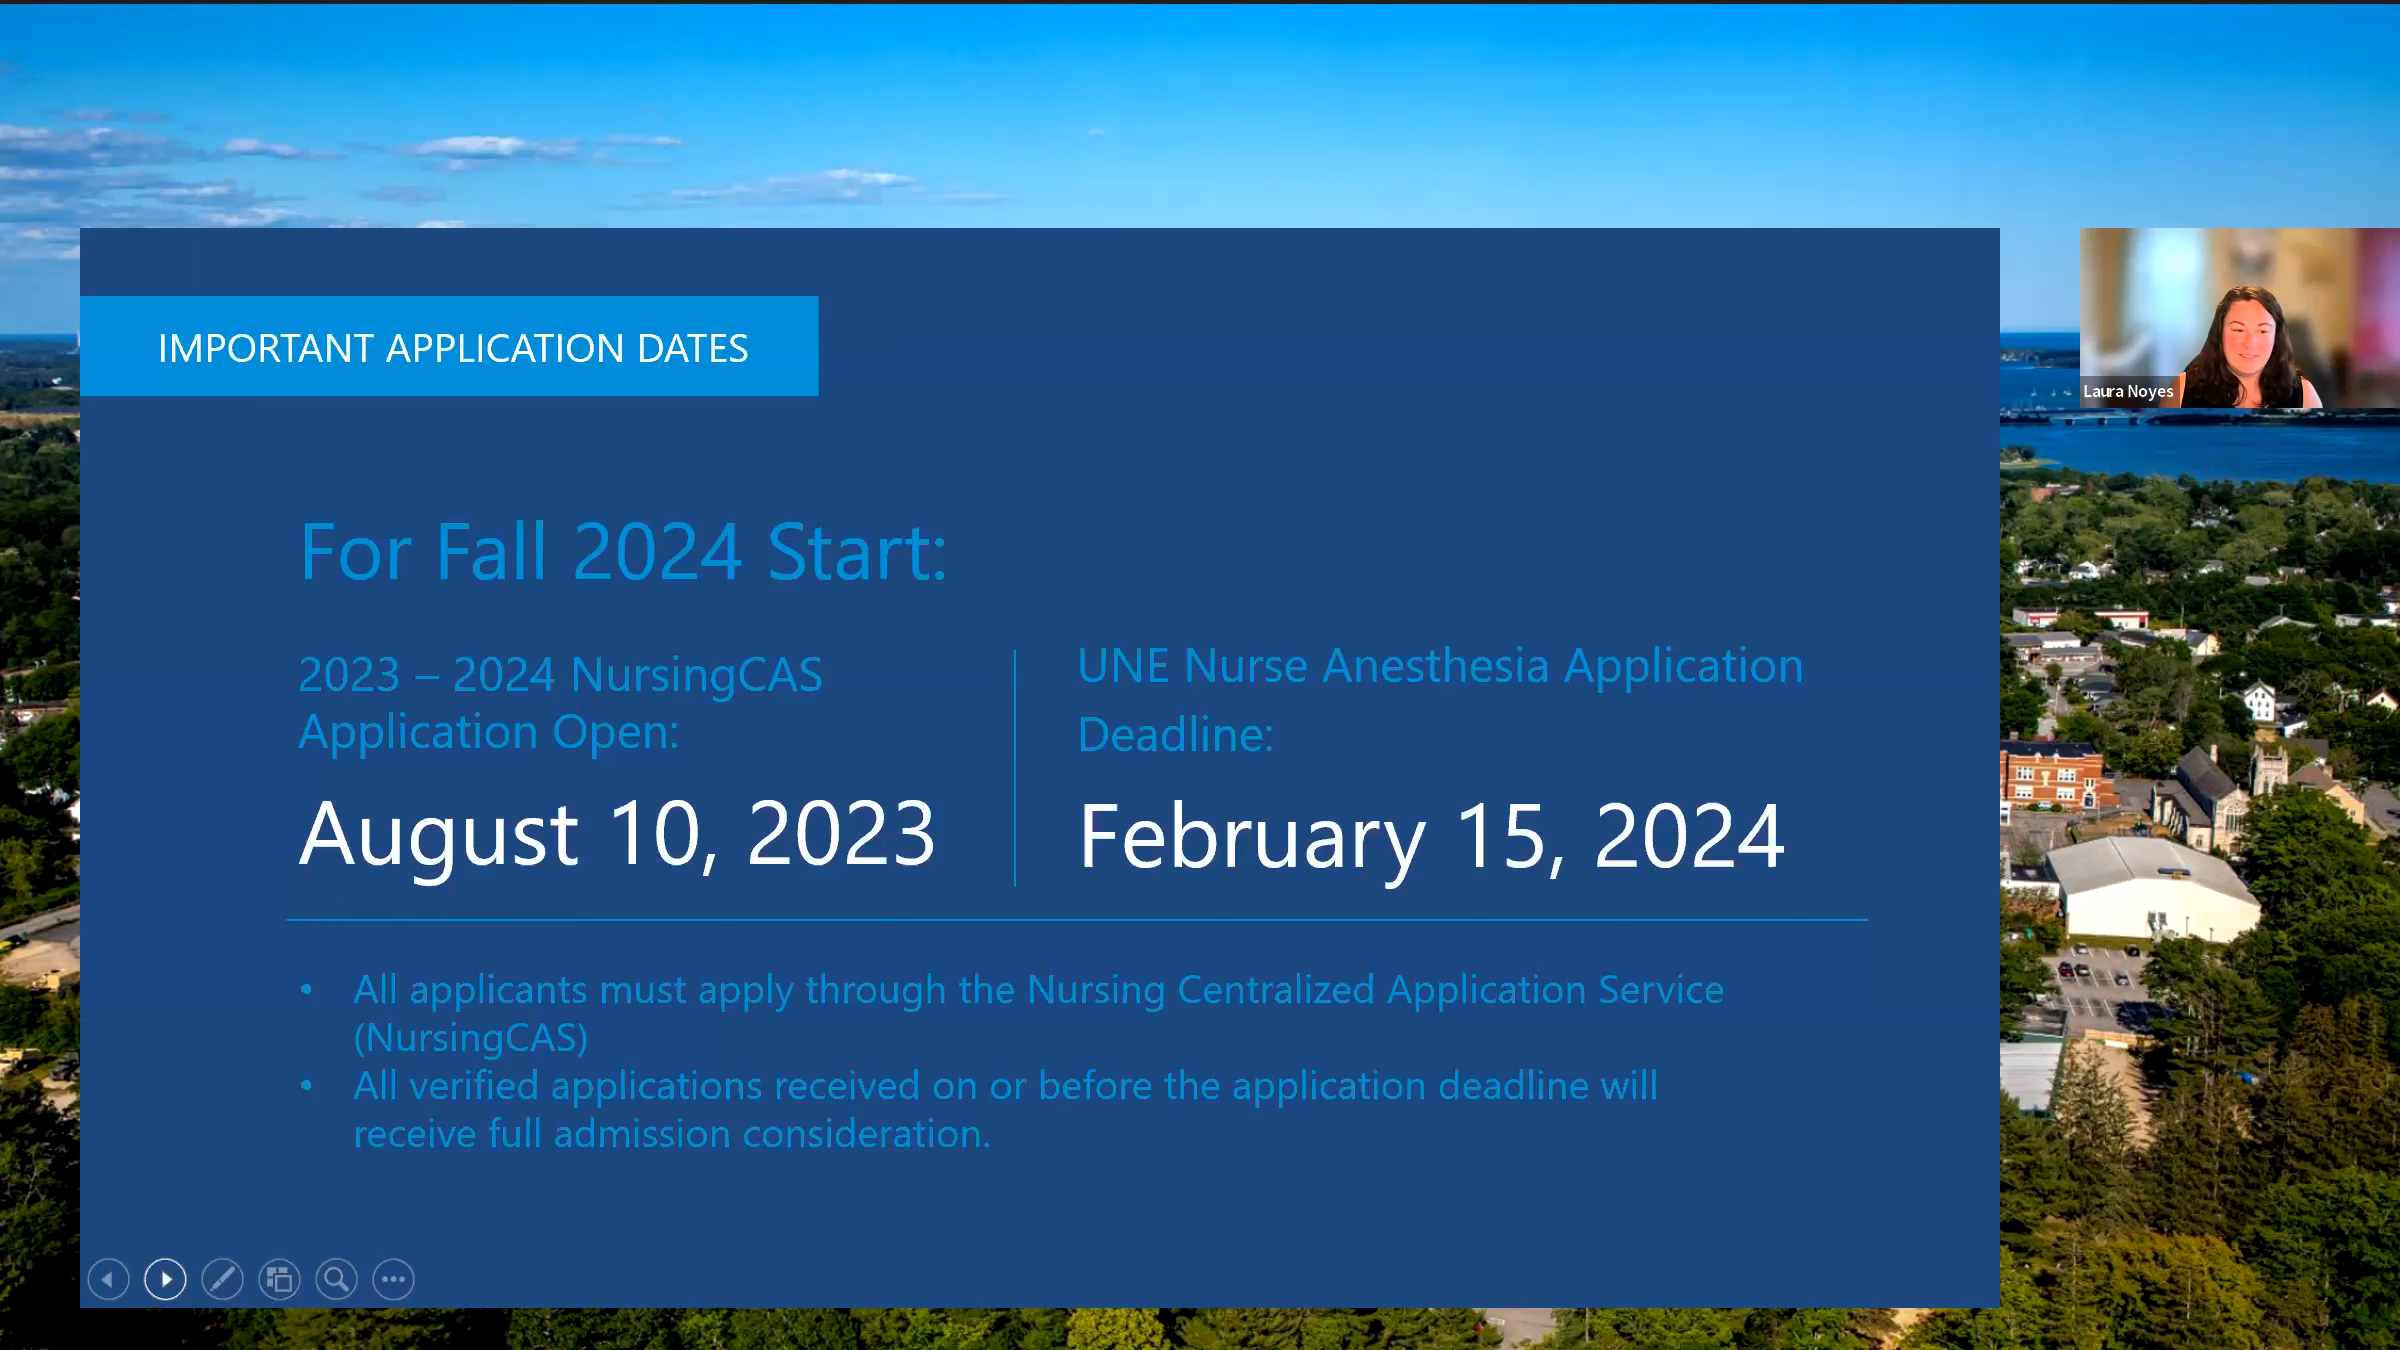 IMPORTANT APPLICATION DATES
Laura Noyes
For Fall 2024 Start:
2023 – 2024 NursingCAS
Application Open:
August 10, 2023
UNE Nurse Anesthesia Application
Deadline:
February 15, 2024
• All applicants must apply through the Nursing Centralized Application Service
(NursingCAS)
• All verified applications received on or before the application deadline will
receive full admission consideration.